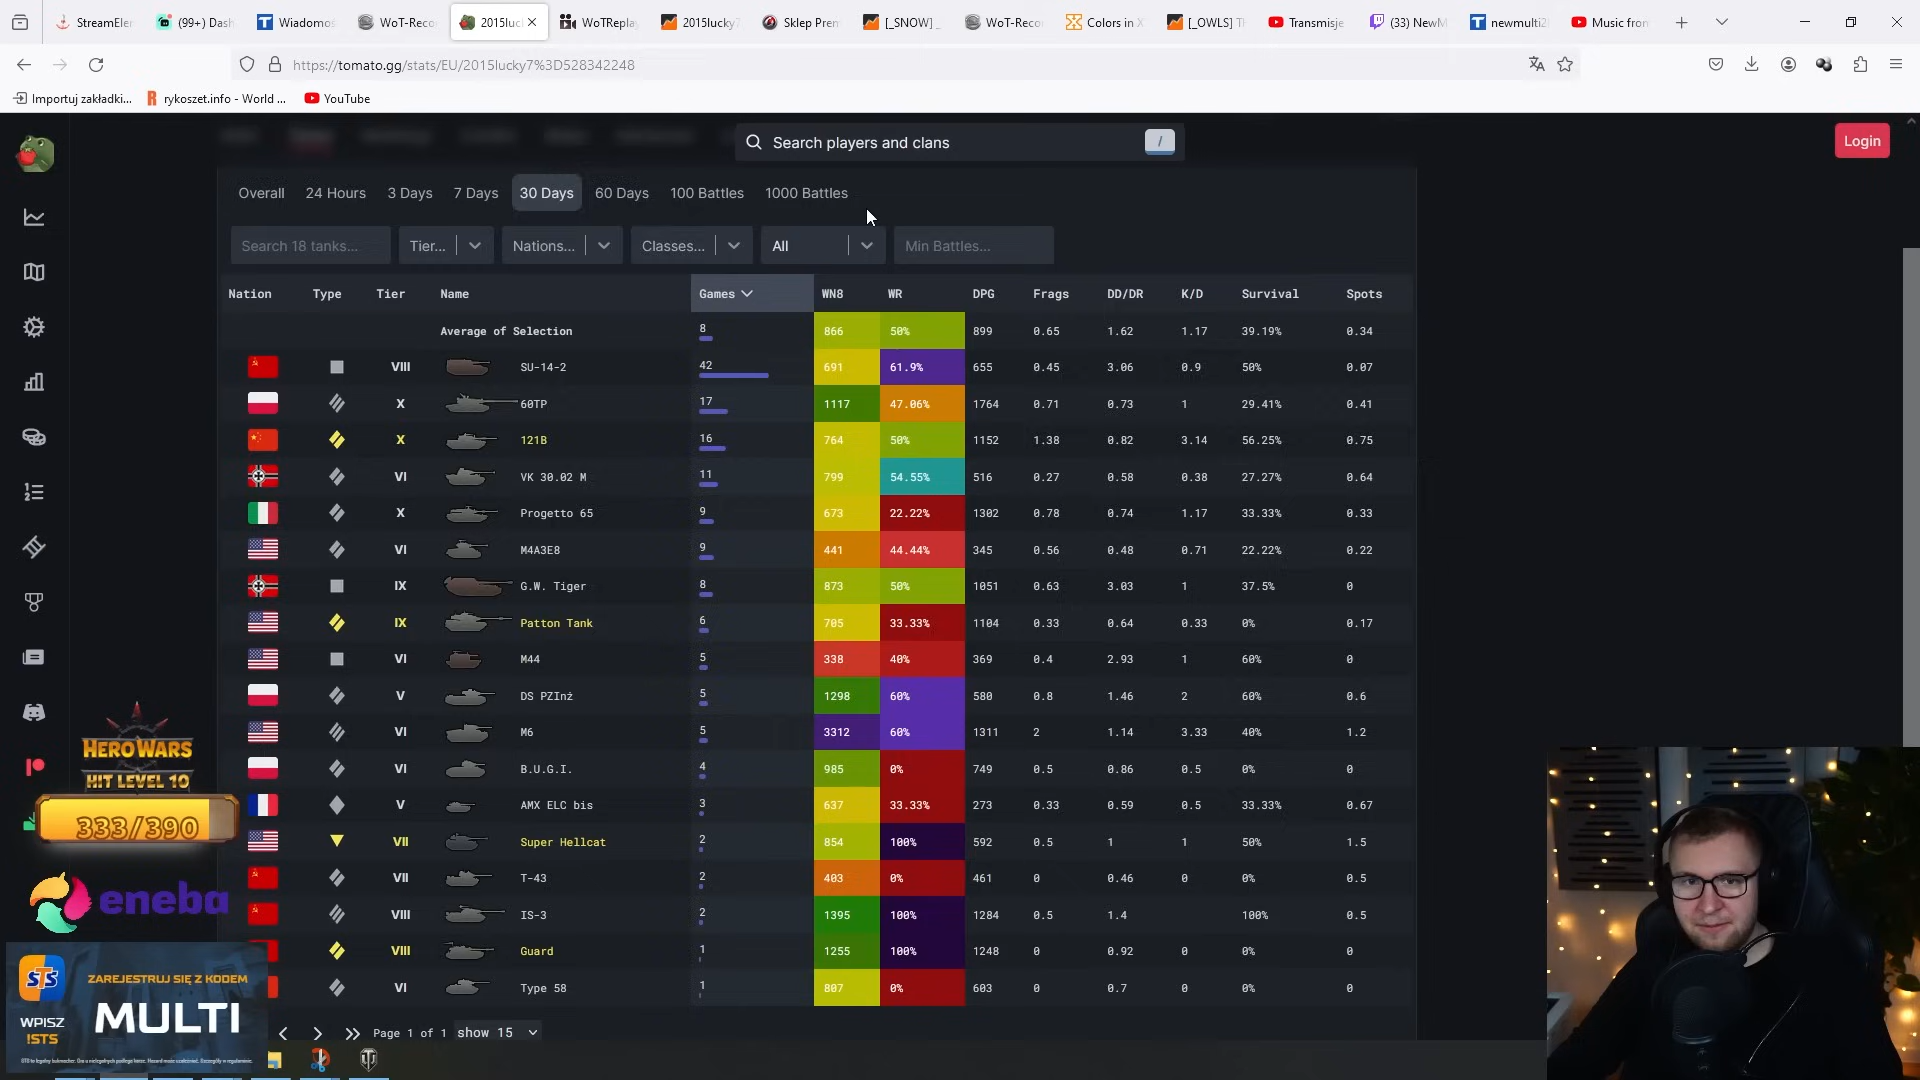 StreamEler
(99+) Dash
Wiadomoś
WoT-Reco
2015luck
WoTRepla
2015lucky
Sklep Prem
[_SNOW] _
WoT-Reco
Colors in X
[_OWLS] Th
Transmisje
(33) NewM
newmulti2
Music from
https://tomato.gg/stats/EU/2015lucky7%3D528342248
Importuj zakładki...
rykoszet.info - World ...
YouTube
Search players and clans
/
Login
Overall 24 Hours 3 Days 7 Days 30 Days 60 Days 100 Battles 1000 Battles
Search 18 tanks... Tier... Nations... Classes... All Min Battles...
Nation Type Tier Name Games WN8 WR DPG Frags DD/DR K/D Survival Spots
Average of Selection 8 866 50% 899 0.65 1.62 1.17 39.19% 0.34
VIII SU-14-2 42 691 61.9% 655 0.45 3.06 0.9 50% 0.07
X 60TP 17 1117 47.06% 1764 0.71 0.73 1 29.41% 0.41
X 121B 16 764 50% 1152 1.38 0.82 3.14 56.25% 0.75
VI VK 30.02 M 11 799 54.55% 516 0.27 0.58 0.38 27.27% 0.64
X Progetto 65 9 673 22.22% 1302 0.78 0.74 1.17 33.33% 0.33
VI M4A3E8 9 441 44.44% 345 0.56 0.48 0.71 22.22% 0.22
IX G.W. Tiger 8 873 50% 1051 0.63 3.03 1 37.5% 0
IX Patton Tank 6 705 33.33% 1104 0.33 0.64 0.33 0% 0.17
VI M44 5 338 40% 369 0.4 2.93 1 60% 0
V DS PZInż 5 1298 60% 580 0.8 1.46 2 60% 0.6
VI M6 5 3312 60% 1311 2 1.14 3.33 40% 1.2
VI B.U.G.I. 4 985 0% 749 0.5 0.86 0.5 0% 0
V AMX ELC bis 3 637 33.33% 273 0.33 0.59 0.5 33.33% 0.67
VII Super Hellcat 2 854 100% 592 0.5 1 1 50% 1.5
VII T-43 2 403 0% 461 0 0.46 0 0% 0.5
VIII IS-3 2 1395 100% 1284 0.5 1.4 100% 0.5
VIII Guard 1 1255 100% 1248 0 0.92 0 0% 0
VI Type 58 1 807 0% 603 0 0.7 0 0% 0
Page 1 of 1 show 15
HERO WARS
HIT LEVEL 10
333/390
eneba
STS
ZAREJESTRUJ SIĘ Z KODEM
WPISZ
!STS
MULTI